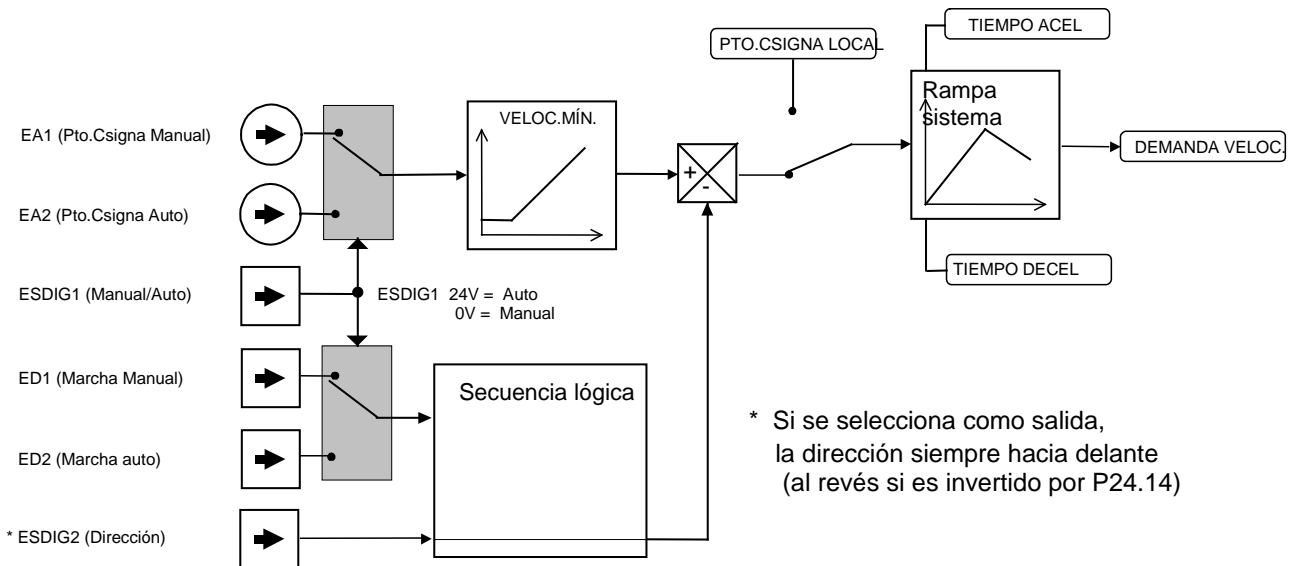 TIEMPO ACEL
PTO.CSIGNA LOCAL
Rampa
sistema
VELOC.MÍN.
EA1 (Pto.Csigna Manual)
DEMANDA VELOC.
+
-
EA2 (Pto.Csigna Auto)
TIEMPO DECEL
ESDIG1 (Manual/Auto)
ESDIG1 24V = Auto
0V = Manual
ED1 (Marcha Manual)
Secuencia lógica
* Si se selecciona como salida,
la dirección siempre hacia delante
(al revés si es invertido por P24.14)
ED2 (Marcha auto)
* ESDIG2 (Dirección)